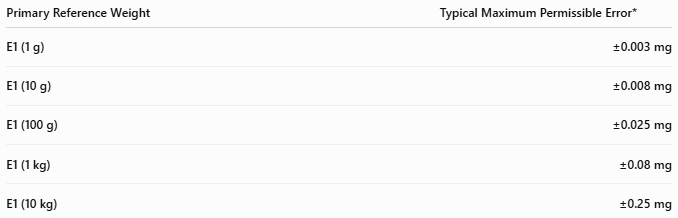 Primary Reference Weight Typical Maximum Permissible Error*
E1 (1 g) ±0.003 mg
E1 (10 g) ±0.008 mg
E1 (100 g) ±0.025 mg
E1 (1 kg) ±0.08 mg
E1 (10 kg) ±0.25 mg